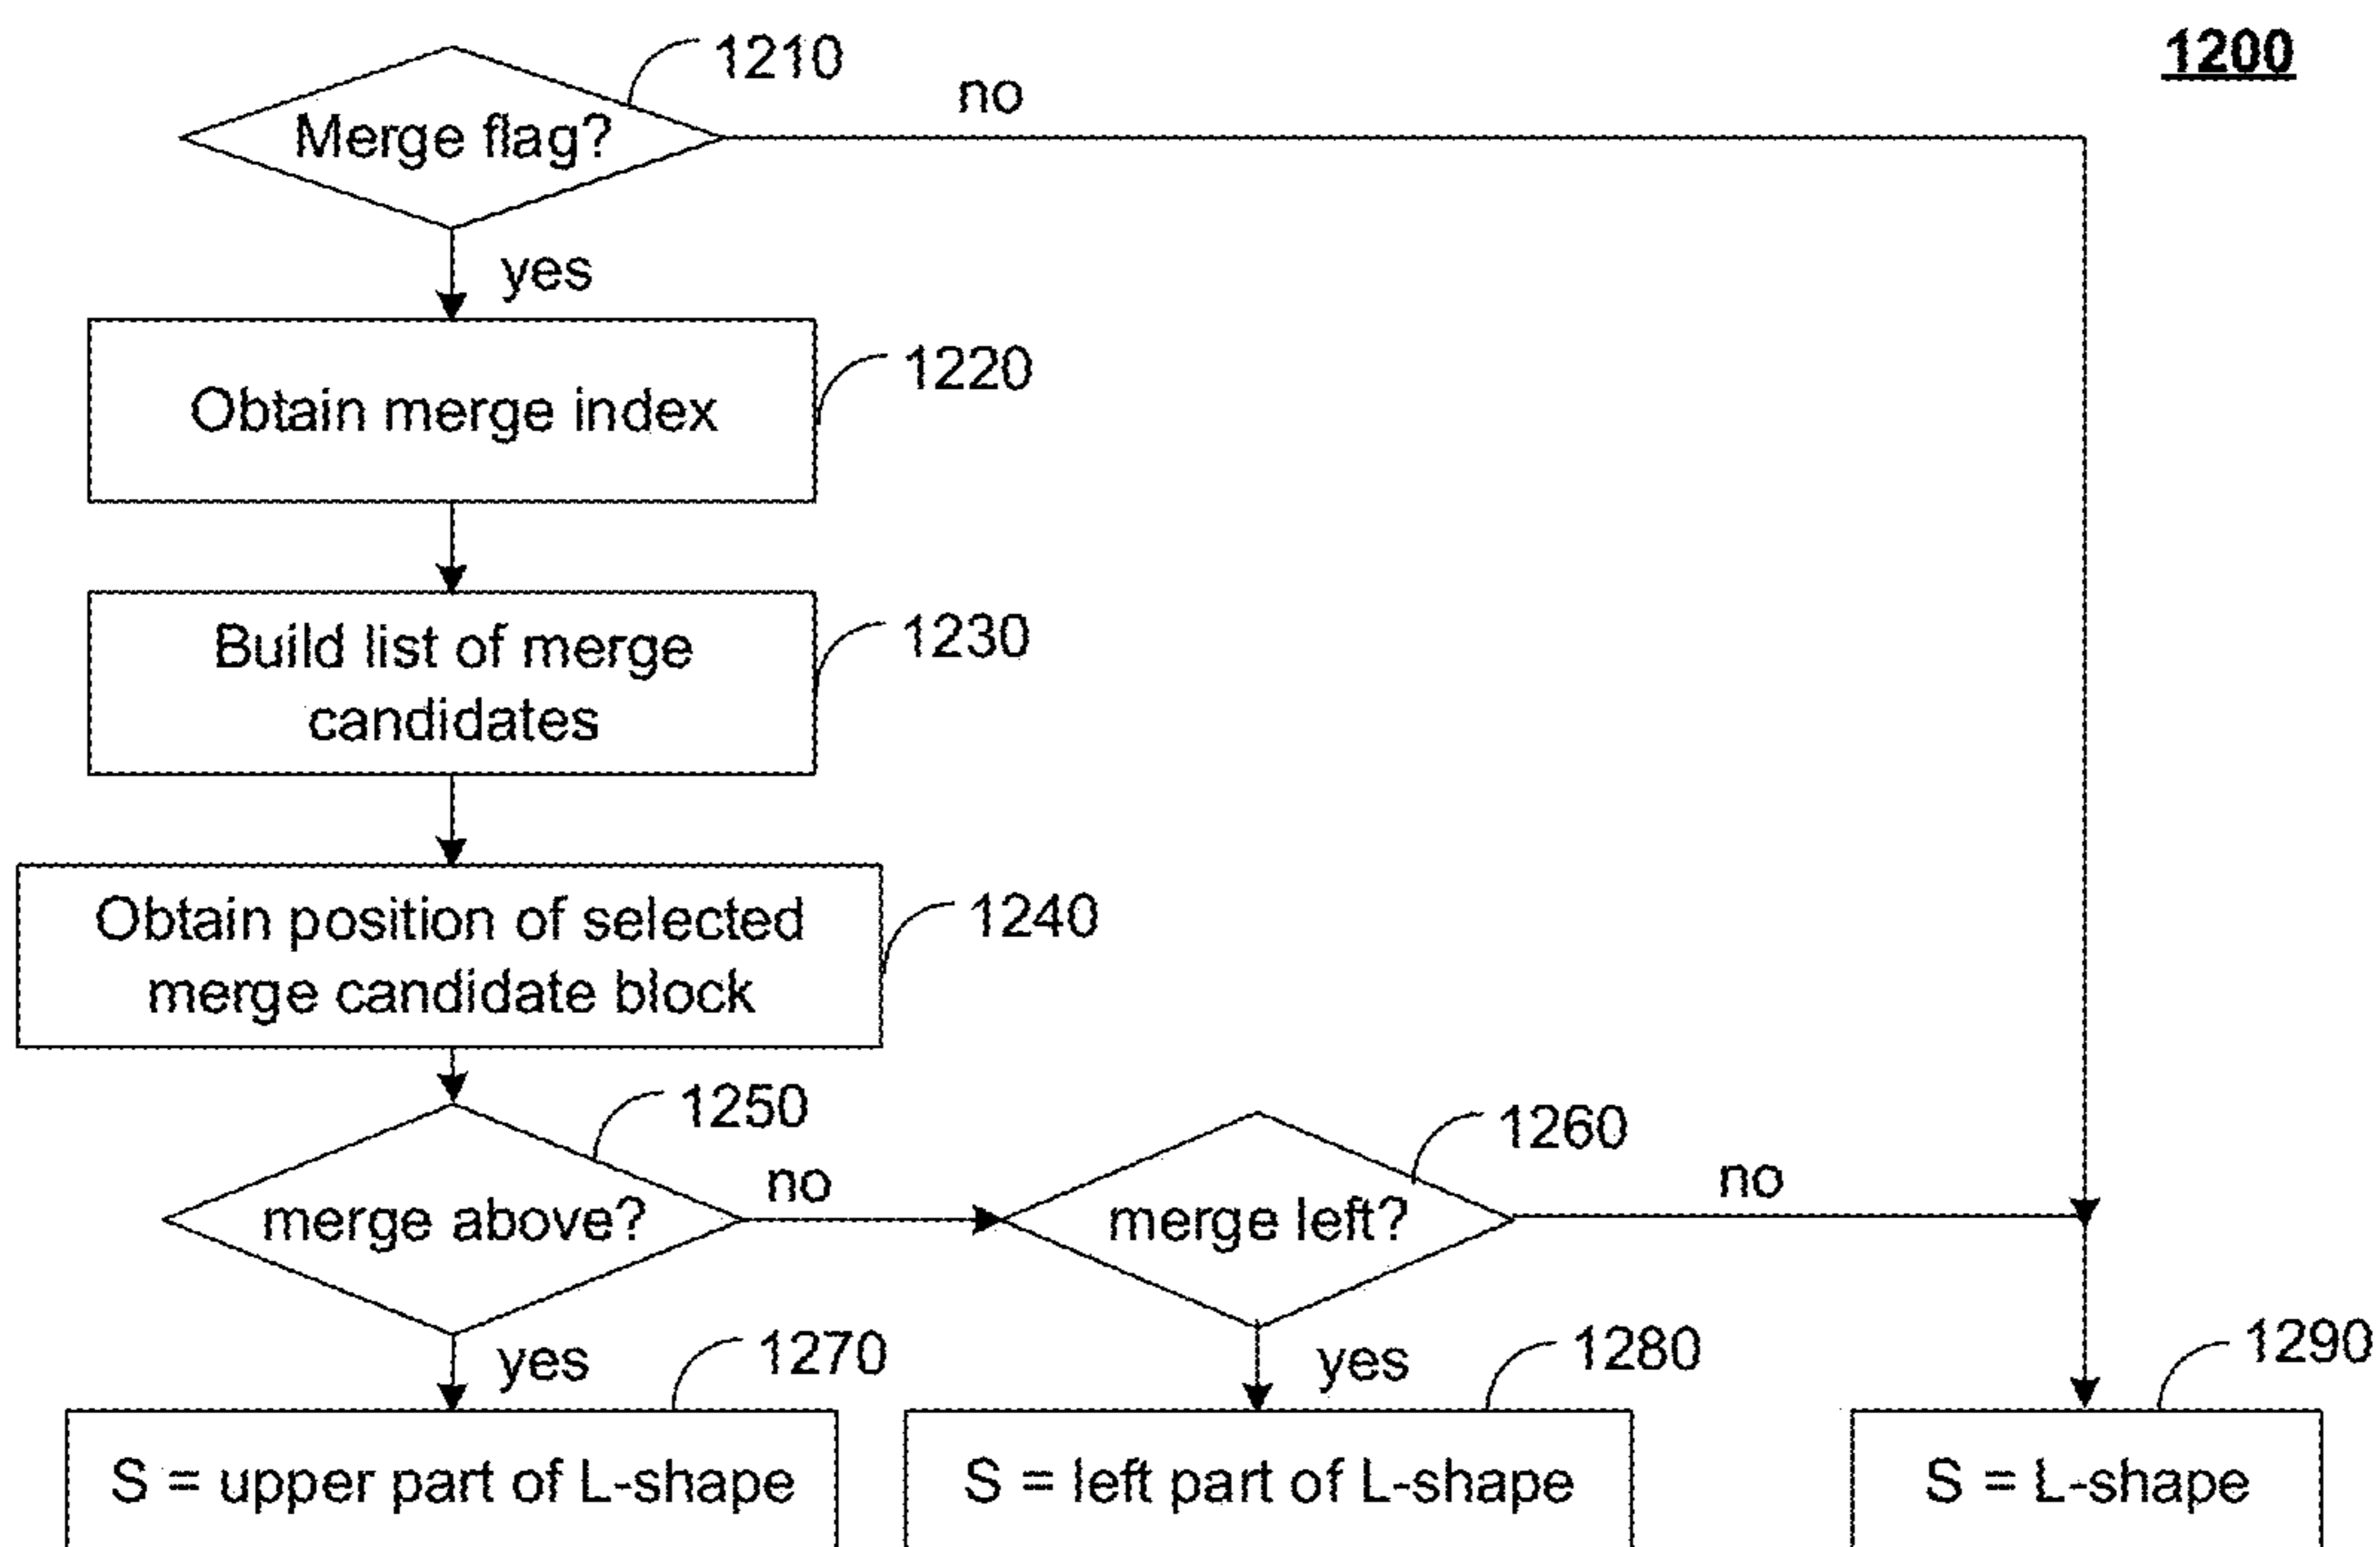 1200
1210
no
Merge flag?
yes
1220
Obtain merge index
1230
Build list of merge
candidates
1240
Obtain position of selected
merge candidate block
1250
1260
no
no
merge above?
merge left?
1270
1280
1290
yes
yes
S = upper part of L-shape
S = left part of L-shape
S = L-shape